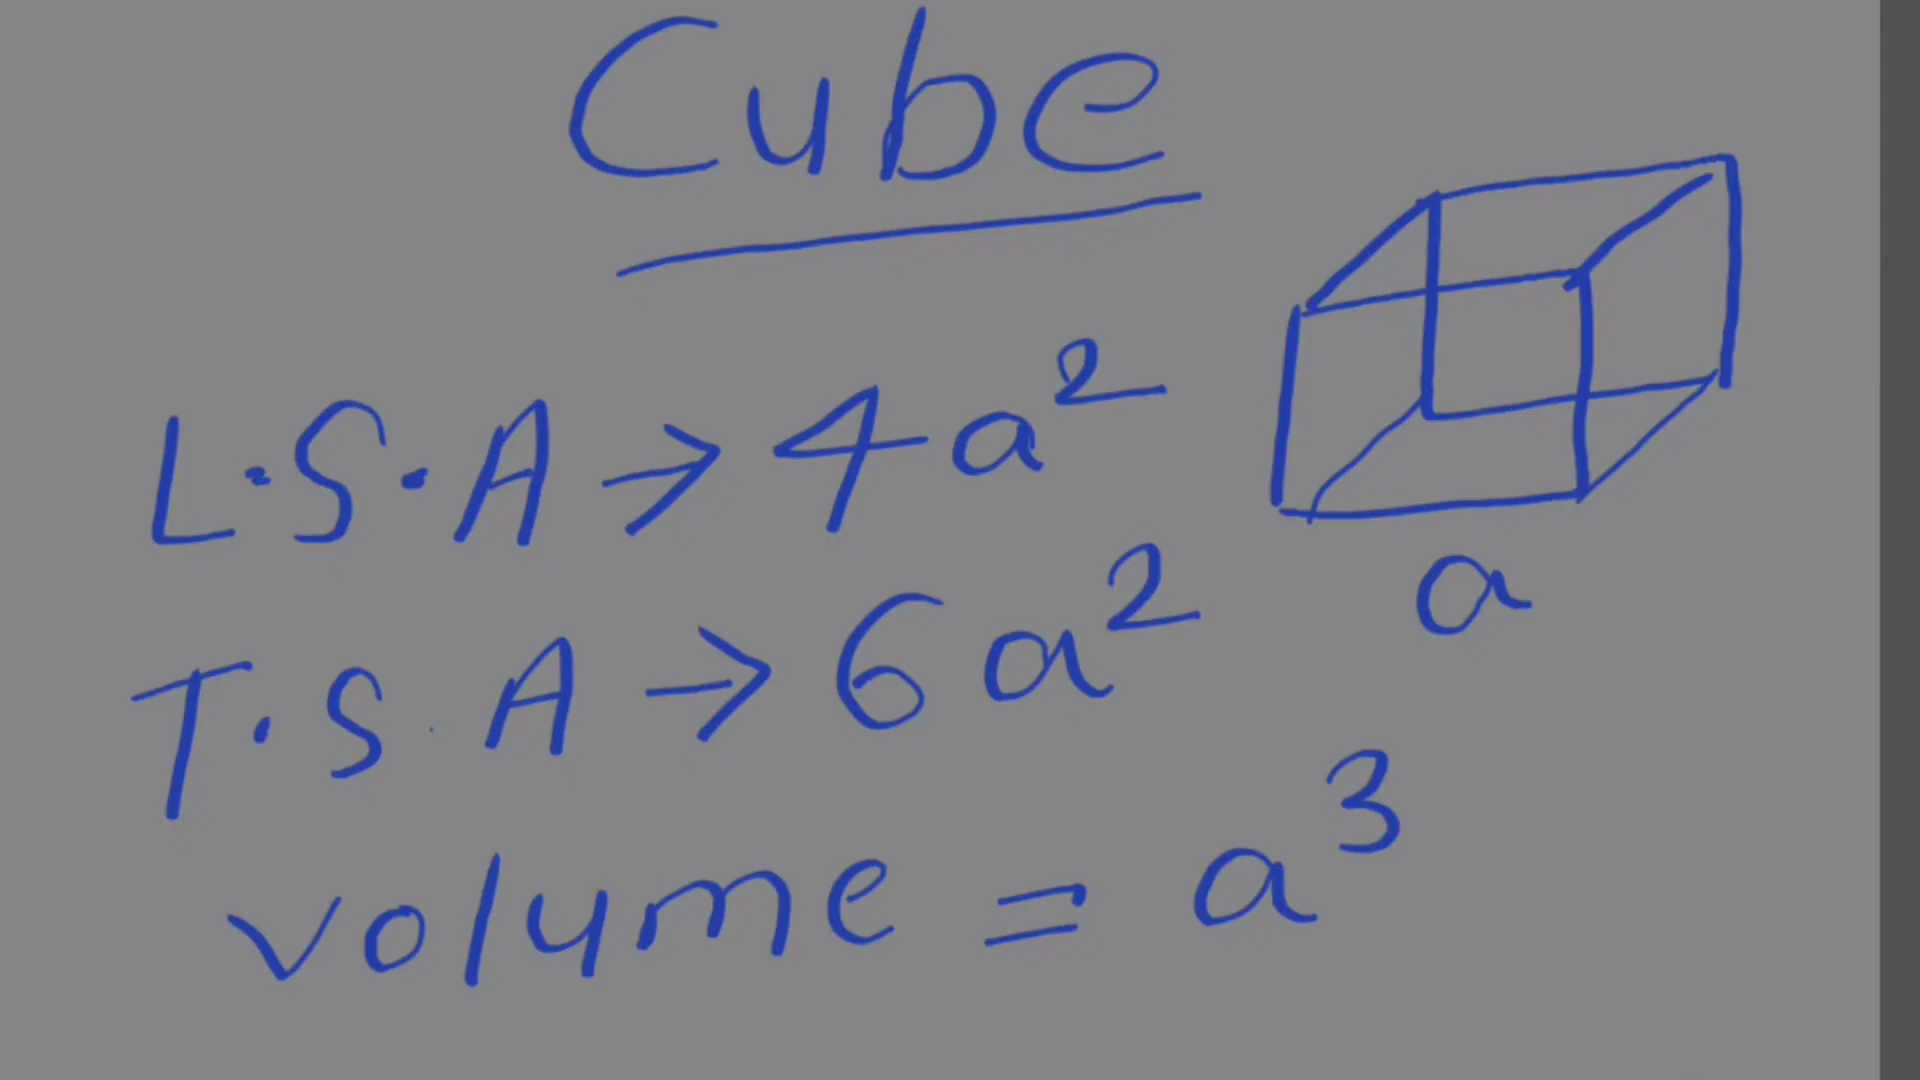 Cube
L.S.A → 4a²
a
T.S.A → 6a²
volume = a³